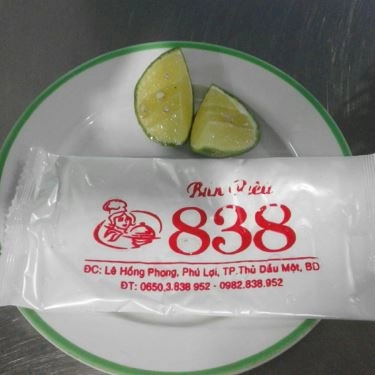 Bún Riêu
838
ĐC: Lê Hồng Phong, Phú Lợi, TP.Thủ Dầu Một, BD
ĐT: 0650.3.838 952 - 0982.838.952